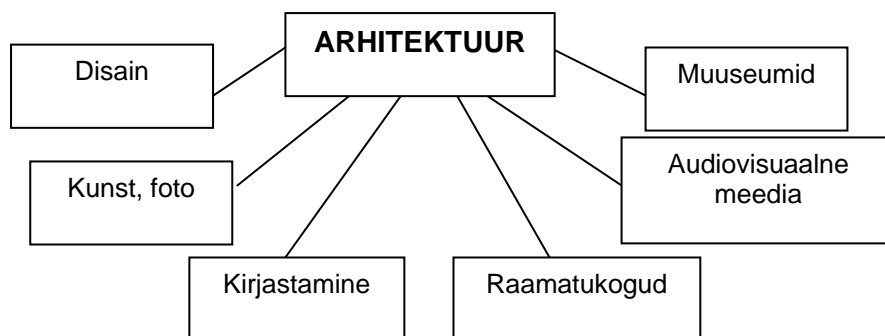 ARHITEKTUUR
Disain
Muuseumid
Kunst, foto
Audiovisuaalne
meedia
Kirjastamine
Raamatukogud